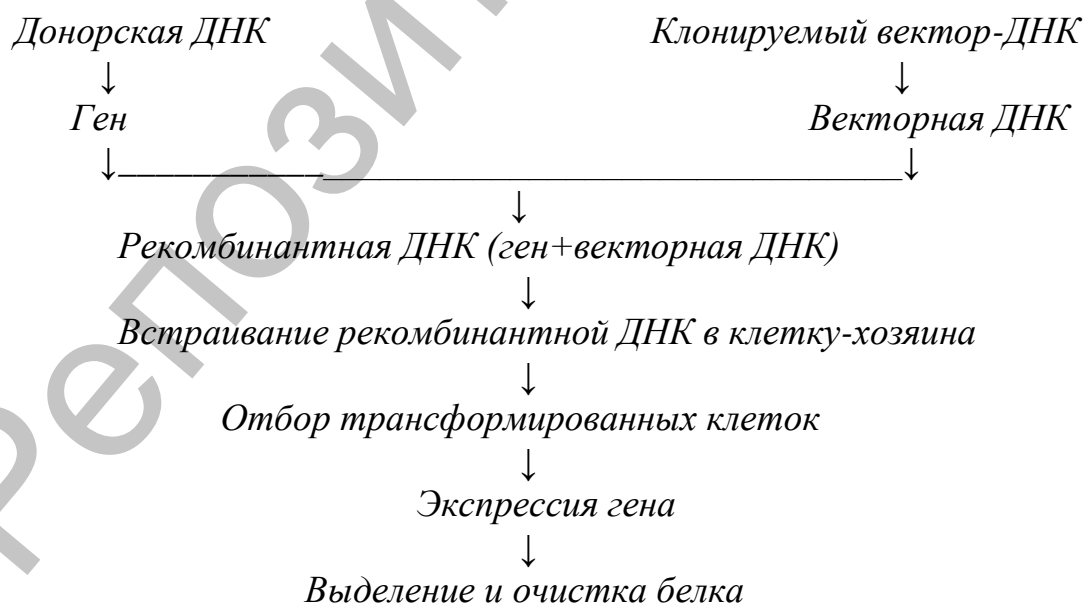 Донорская ДНК Клонируемый вектор-ДНК
↓ ↓
Ген Векторная ДНК
↓ ↓
↓
Рекомбинантная ДНК (ген+векторная ДНК)
↓
Встраивание рекомбинантной ДНК в клетку-хозяина
↓
Отбор трансформированных клеток
↓
Экспрессия гена
↓
Выделение и очистка белка